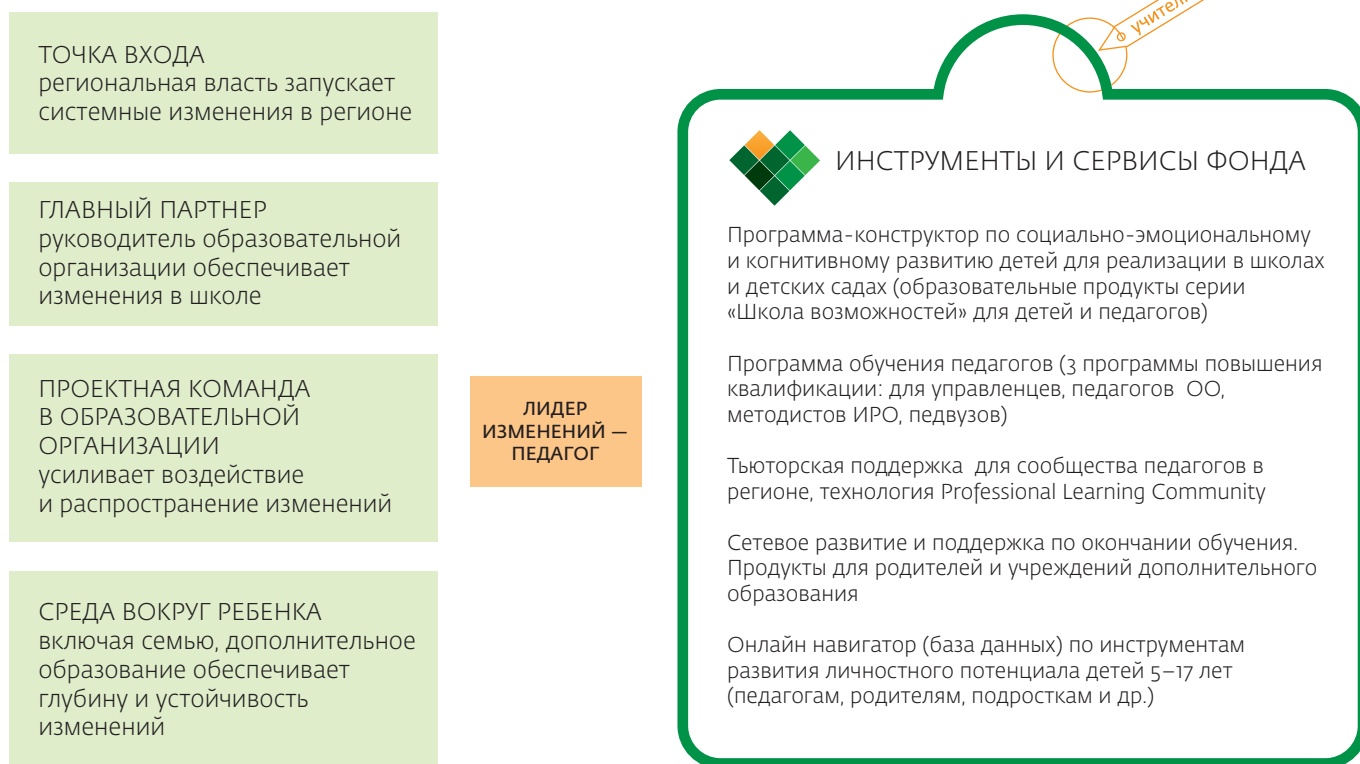 ТОЧКА ВХОДА
региональная власть запускает
системные изменения в регионе
ГЛАВНЫЙ ПАРТНЕР
руководитель образовательной
организации обеспечивает
изменения в школе
ПРОЕКТНАЯ КОМАНДА
В ОБРАЗОВАТЕЛЬНОЙ
ОРГАНИЗАЦИИ
усиливает воздействие
и распространение изменений
СРЕДА ВОКРУГ РЕБЕНКА
включая семью, дополнительное
образование обеспечивает
глубину и устойчивость
изменений
ЛИДЕР
ИЗМЕНЕНИЙ —
ПЕДАГОГ
ИНСТРУМЕНТЫ И СЕРВИСЫ ФОНДА
Программа-конструктор по социально-эмоциональному
и когнитивному развитию детей для реализации в школах
и детских садах (образовательные продукты серии
«Школа возможностей» для детей и педагогов)
Программа обучения педагогов (3 программы повышения
квалификации: для управленцев, педагогов ОО,
методистов ИРО, педвузов)
Тьюторская поддержка для сообщества педагогов в
регионе, технология Professional Learning Community
Сетевое развитие и поддержка по окончании обучения.
Продукты для родителей и учреждений дополнительного
образования
Онлайн навигатор (база данных) по инструментам
развития личностного потенциала детей 5–17 лет
(педагогам, родителям, подросткам и др.)